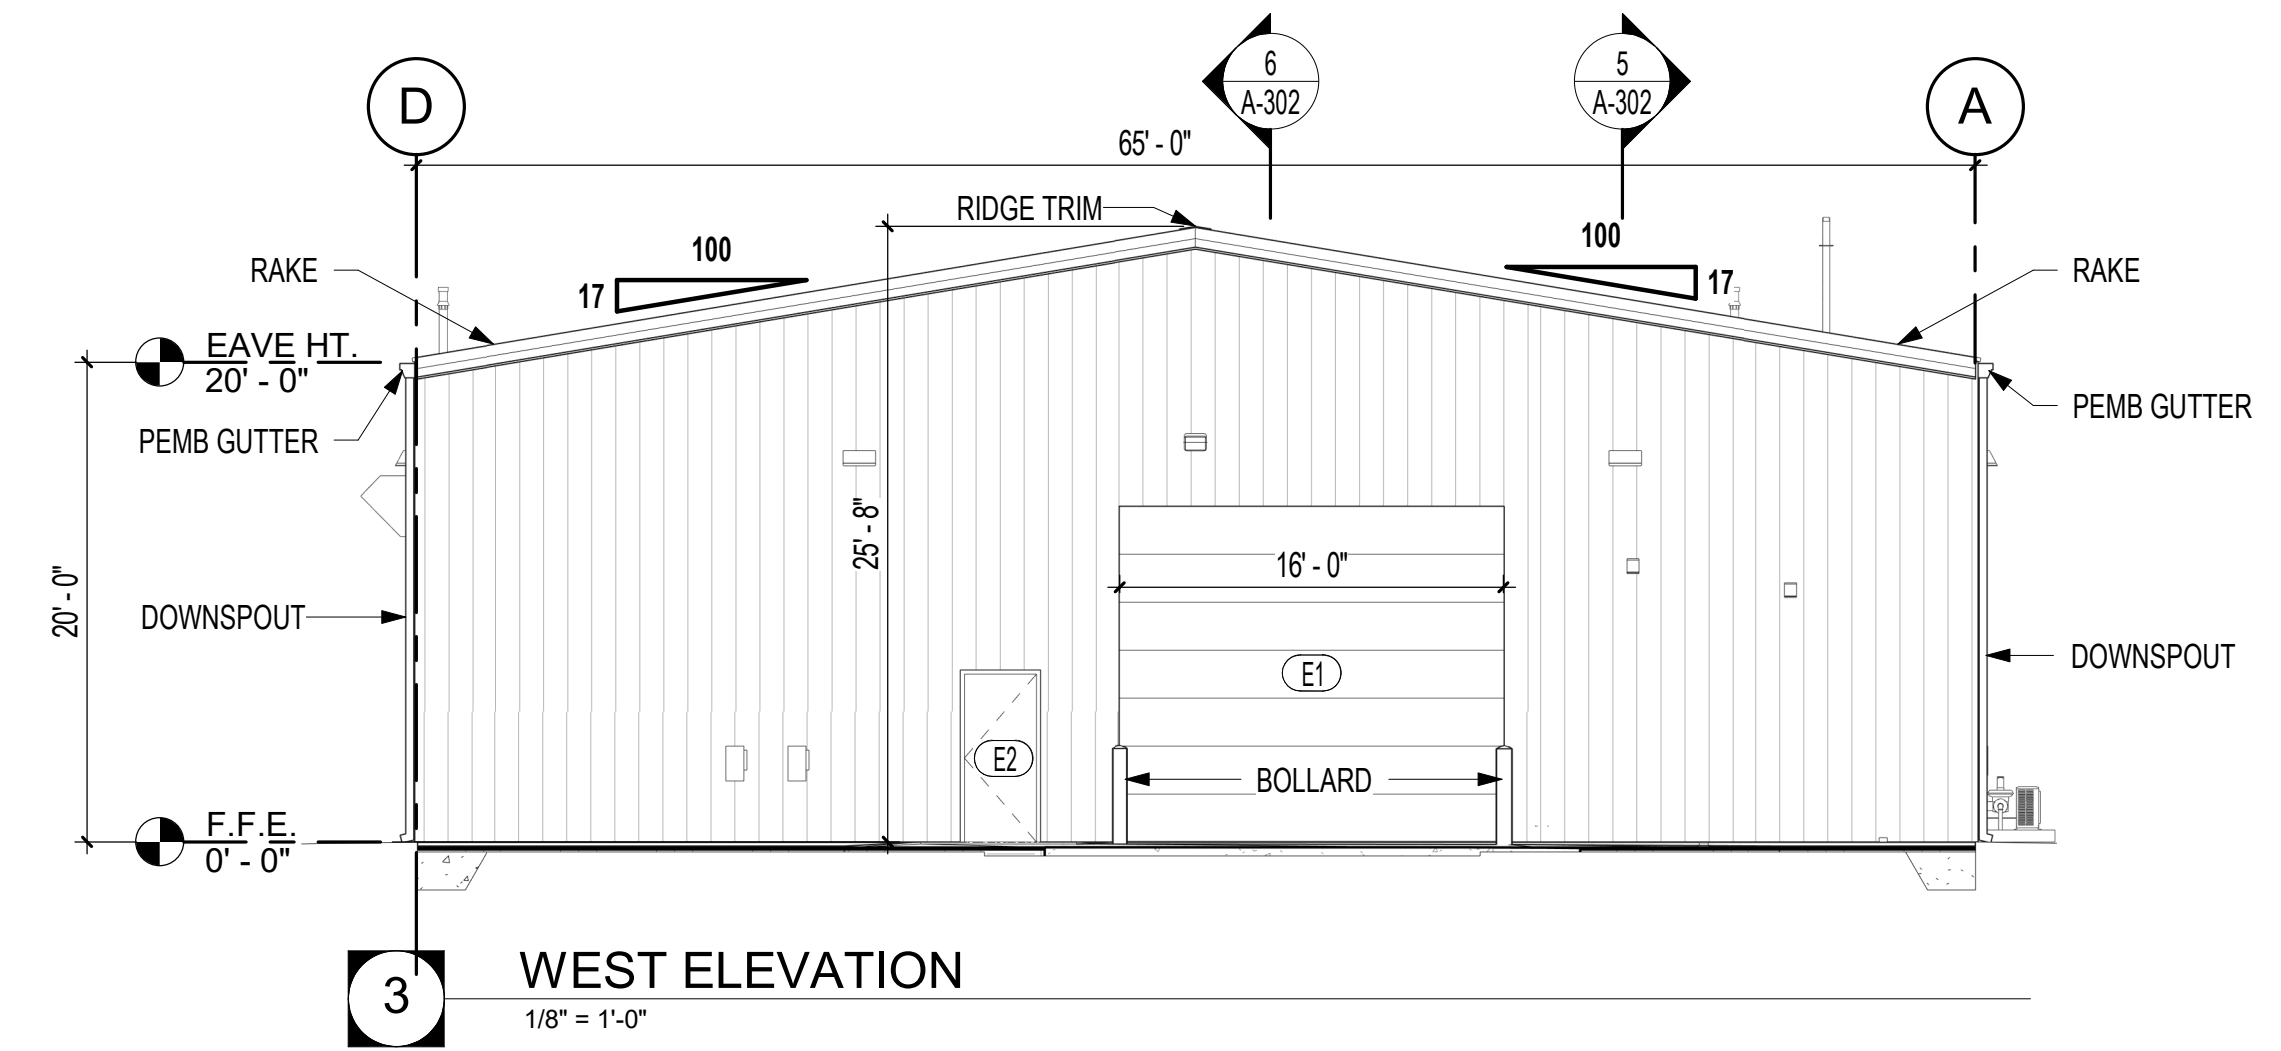 6
A-302
5
A-302
D
A
65' - 0"
RIDGE TRIM
100
17
100
17
RAKE
RAKE
EAVE HT.
20' - 0"
PEMB GUTTER
PEMB GUTTER
25' - 8"
16' - 0"
20' - 0"
DOWNSPOUT
DOWNSPOUT
E1
E2
BOLLARD
F.F.E.
0' - 0"
3
WEST ELEVATION
1/8" = 1'-0"